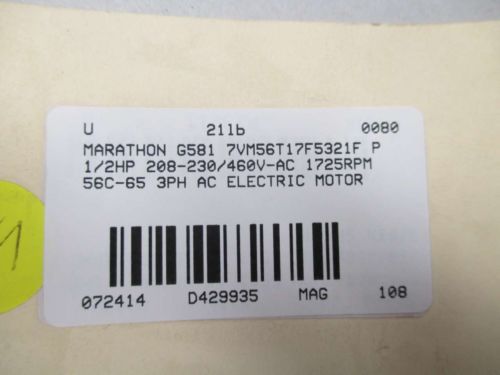 U 21lb 0080
MARATHON G581 7VM56T17F5321F P
1/2HP 208-230/460V-AC 1725RPM
56C-65 3PH AC ELECTRIC MOTOR
072414 D429935 MAG 108